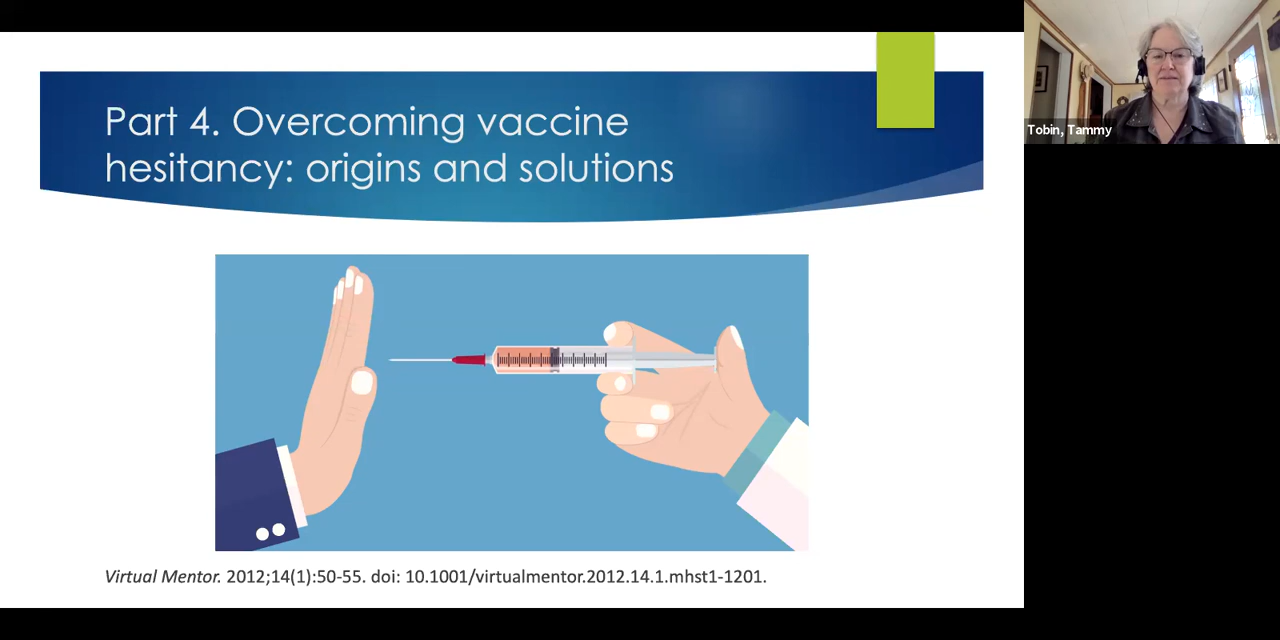 Part 4. Overcoming vaccine
hesitancy: origins and solutions
Tobin, Tammy
Virtual Mentor. 2012;14(1):50-55. doi: 10.1001/virtualmentor.2012.14.1.mhst1-1201.